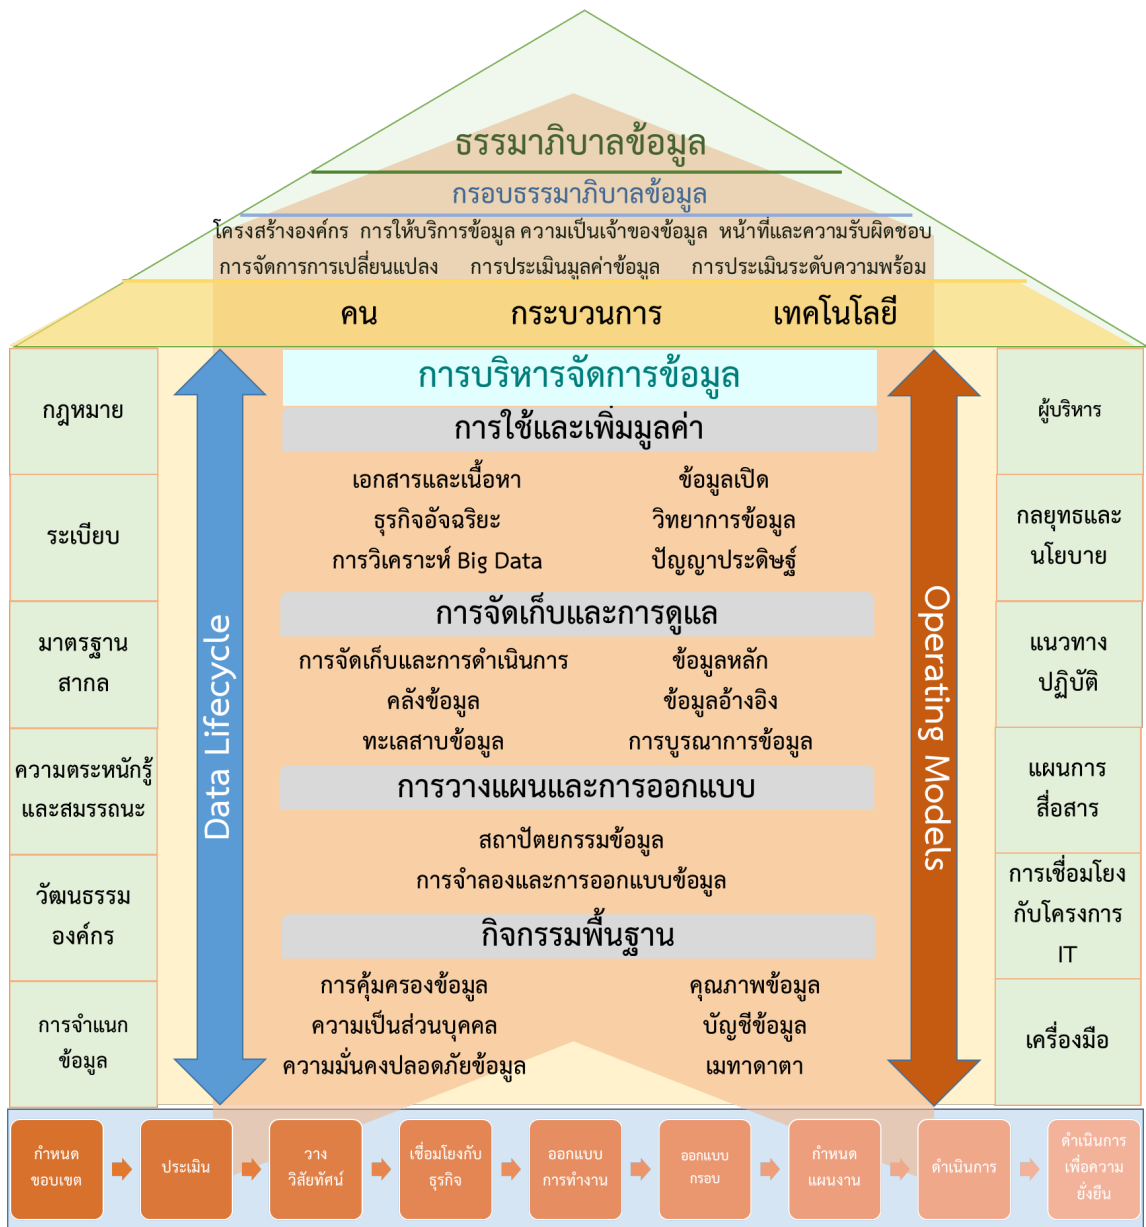 ธรรมาภิบาลข้อมูล
กรอบธรรมาภิบาลข้อมูล
โครงสร้างองค์กร การให้บริการข้อมูล ความเป็นเจ้าของข้อมูล หน้าที่และความรับผิดชอบ
การจัดการการเปลี่ยนแปลง การประเมินมูลค่าข้อมูล การประเมินระดับความพร้อม
คน กระบวนการ เทคโนโลยี
กฎหมาย
ระเบียบ
มาตรฐาน
สากล
ความตระหนักรู้
และสมรรถนะ
วัฒนธรรม
องค์กร
การจำแนก
ข้อมูล
Data Lifecycle
การบริหารจัดการข้อมูล
การใช้และเพิ่มมูลค่า
เอกสารและเนื้อหา ข้อมูลเปิด
ธุรกิจอัจฉริยะ วิทยาการข้อมูล
การวิเคราะห์ Big Data ปัญญาประดิษฐ์
การจัดเก็บและการดูแล
การจัดเก็บและการดำเนินการ ข้อมูลหลัก
คลังข้อมูล ข้อมูลอ้างอิง
ทะเลสาบข้อมูล การบูรณาการข้อมูล
การวางแผนและการออกแบบ
สถาปัตยกรรมข้อมูล
การจำลองและการออกแบบข้อมูล
กิจกรรมพื้นฐาน
การคุ้มครองข้อมูล คุณภาพข้อมูล
ความเป็นส่วนบุคคล บัญชีข้อมูล
ความมั่นคงปลอดภัยข้อมูล เมทาดาตา
Operating Models
ผู้บริหาร
กลยุทธและ
นโยบาย
แนวทาง
ปฏิบัติ
แผนการ
สื่อสาร
การเชื่อมโยง
กับโครงการ
IT
เครื่องมือ
กำหนด
ขอบเขต
ประเมิน
วาง
วิสัยทัศน์
เชื่อมโยงกับ
ธุรกิจ
ออกแบบ
การทำงาน
ออกแบบ
กรอบ
กำหนด
แผนงาน
ดำเนินการ
ดำเนินการ
เพื่อความ
ยั่งยืน